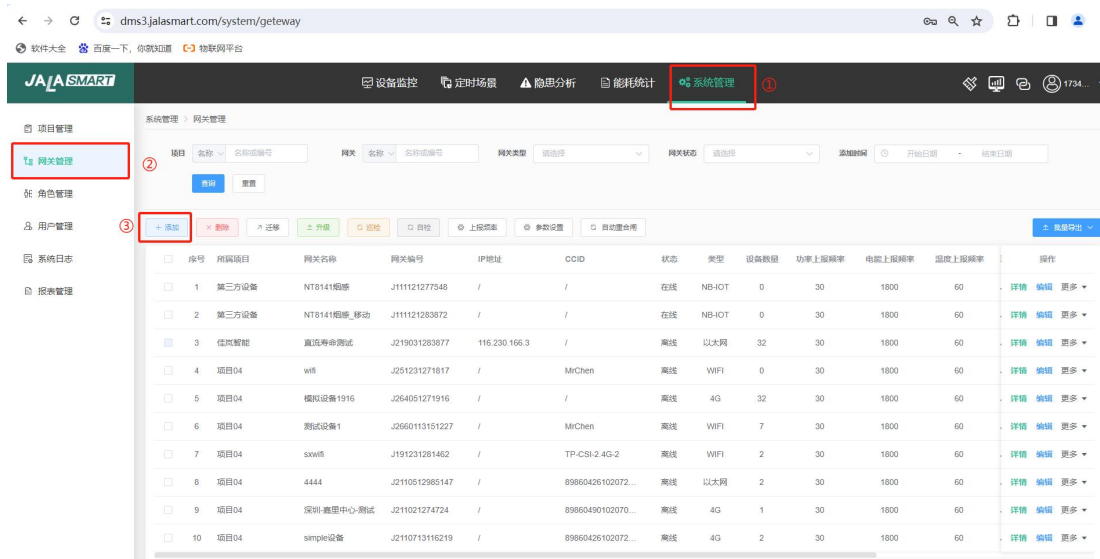 dms3.jalasmart.com/system/geteway
软件大全 百度一下，你就知道 物联网平台
JALASMART 设备监控 定时场景 隐患分析 能耗统计 系统管理 ① 1734...
系统管理 > 网关管理
项目管理
网关管理 ②
角色管理
用户管理
系统日志
报表管理
项目 名称 名称或编号 网关 名称 名称或编号 网关类型 请选择 网关状态 请选择 添加时间 开始日期 - 结束日期
查询 重置
③ + 添加 × 删除 迁移 升级 巡检 自检 上报频率 参数设置 自动重合闸 批量导出
序号 所属项目 网关名称 网关编号 IP地址 CCID 状态 类型 设备数量 功率上报频率 电能上报频率 温度上报频率 操作
1 第三方设备 NT8141烟感 J111121277548 / / 在线 NB-IOT 0 30 1800 60 详情 编辑 更多
2 第三方设备 NT8141烟感_移动 J111121283872 / / 在线 NB-IOT 0 30 1800 60 详情 编辑 更多
3 佳岚智能 直流寿命测试 J219031283877 116.230.166.3 / 离线 以太网 32 30 1800 60 详情 编辑 更多
4 项目04 wifi J251231271817 / MrChen 离线 WIFI 0 30 1800 60 详情 编辑 更多
5 项目04 模拟设备1916 J264051271916 / / 离线 4G 32 30 1800 60 详情 编辑 更多
6 项目04 测试设备1 J2660113151227 / MrChen 离线 WIFI 7 30 1800 60 详情 编辑 更多
7 项目04 sxwifi J191231281462 / TP-CSI-2.4G-2 离线 WIFI 2 30 1800 60 详情 编辑 更多
8 项目04 4444 J2110512985147 / 89860426102072... 离线 以太网 2 30 1800 60 详情 编辑 更多
9 项目04 深圳-嘉里中心-测试 J211021274724 / 89860490102070... 离线 4G 1 30 1800 60 详情 编辑 更多
10 项目04 simple设备 J2110713116219 / 89860426102072... 离线 4G 2 30 1800 60 详情 编辑 更多